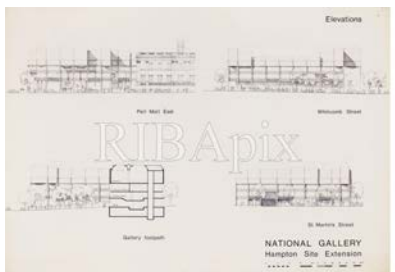 Elevations
Pall Mall East
Whitcomb Street
RIBApix
Gallery footpath
St. Martin's Street
NATIONAL GALLERY
Hampton Site Extension